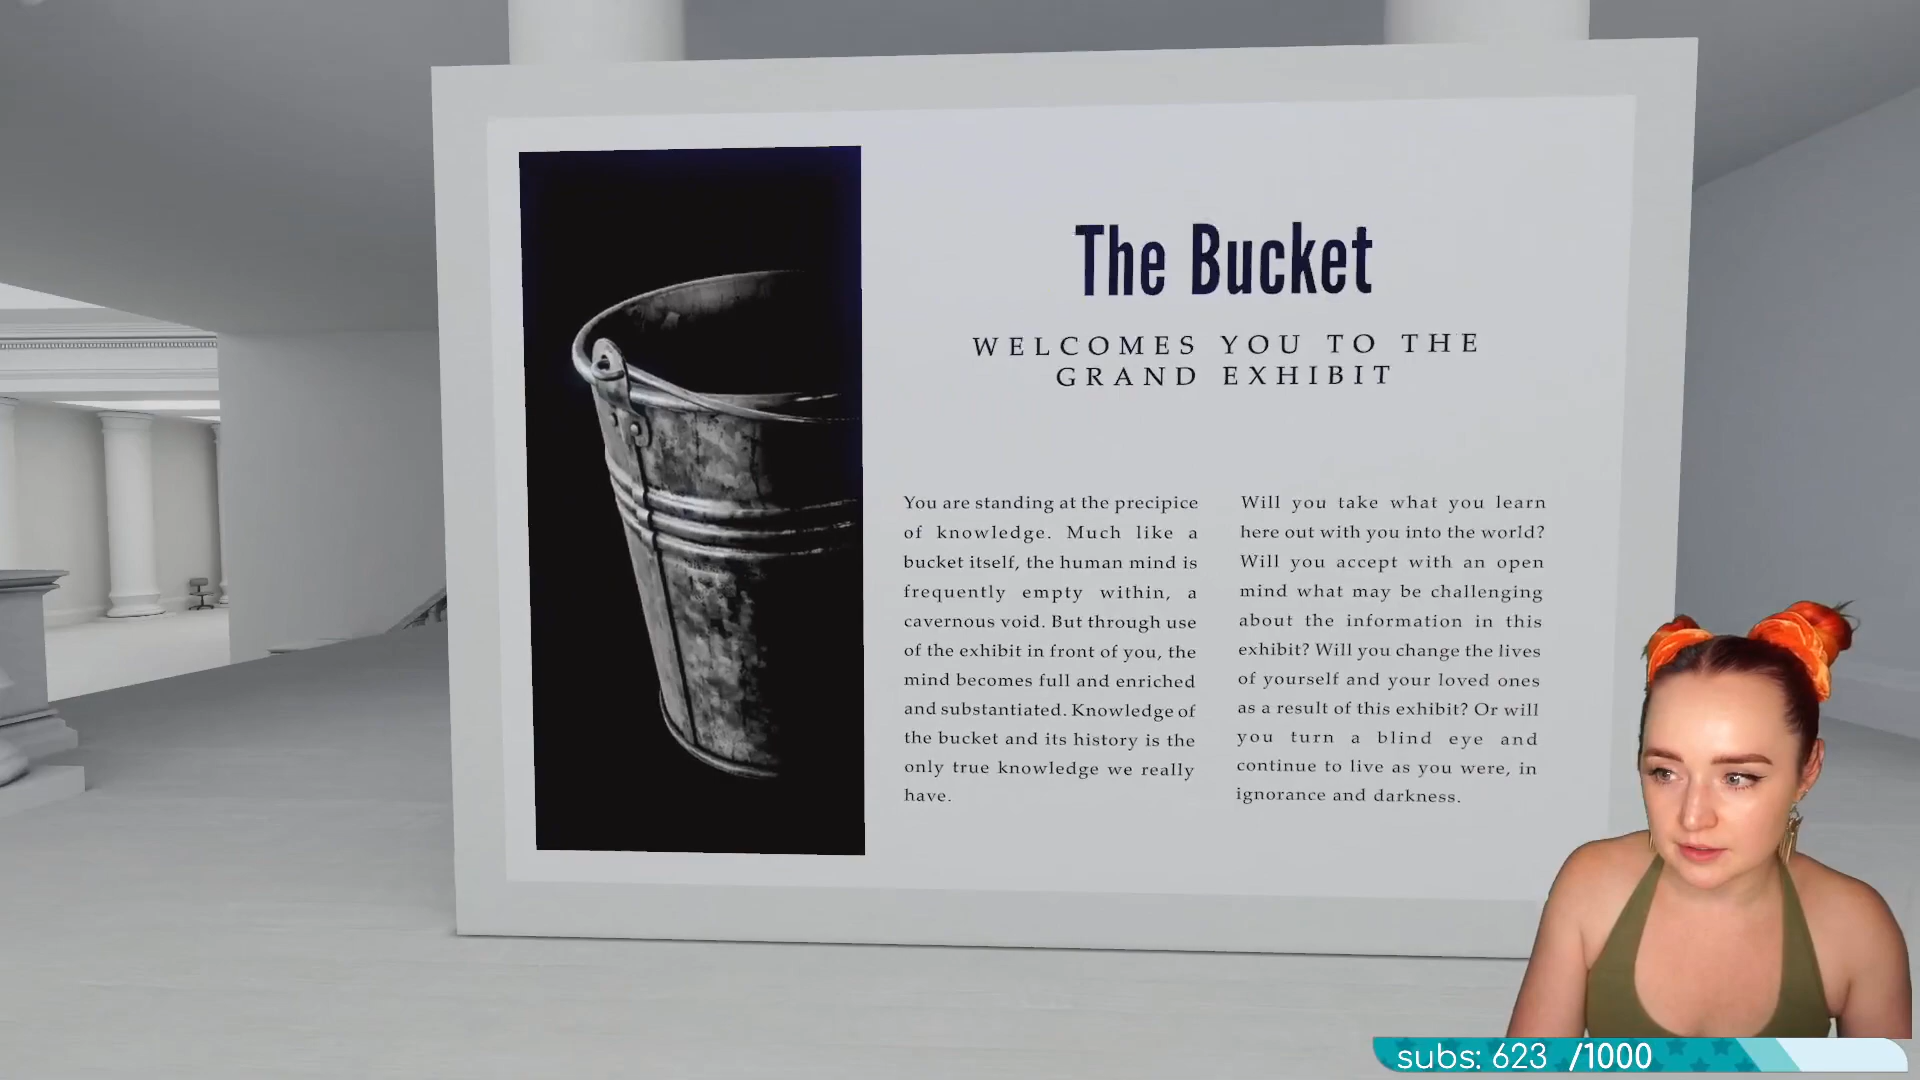 The Bucket
WELCOMES YOU TO THE
GRAND EXHIBIT
You are standing at the precipice
of knowledge. Much like a
bucket itself, the human mind is
frequently empty within, a
cavernous void. But through use
of the exhibit in front of you, the
mind becomes full and enriched
and substantiated. Knowledge of
the bucket and its history is the
only true knowledge we really
have.
Will you take what you learn
here out with you into the world?
Will you accept with an open
mind what may be challenging
about the information in this
exhibit? Will you change the lives
of yourself and your loved ones
as a result of this exhibit? Or will
you turn a blind eye and
continue to live as you were, in
ignorance and darkness.
subs: 623 /1000